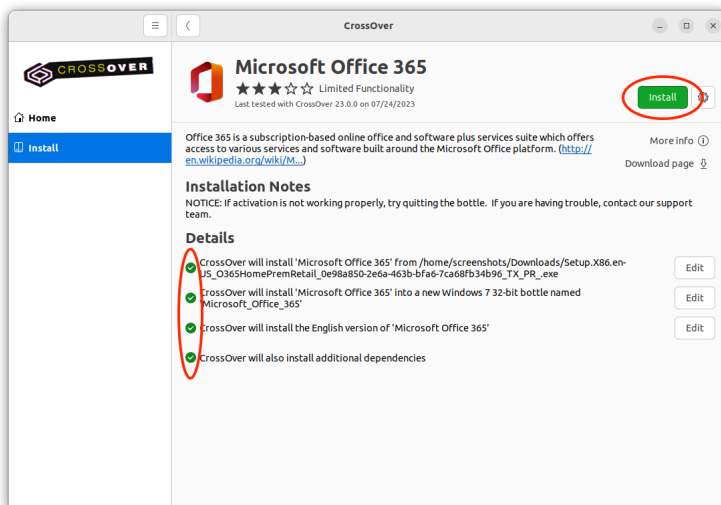 CrossOver
CROSSOVER
Home
Install
Microsoft Office 365
Limited Functionality
Last tested with CrossOver 23.0.0 on 07/24/2023
Install
Office 365 is a subscription-based online office and software plus services suite which offers
access to various services and software built around the Microsoft Office platform. (http://
en.wikipedia.org/wiki/M...)
More info
Download page
Installation Notes
NOTICE: If activation is not working properly, try quitting the bottle. If you are having trouble, contact our support
team.
Details
CrossOver will install 'Microsoft Office 365' from /home/screenshots/Downloads/Setup.X86.en-
US_O365HomePremRetail_0e98a850-2e6a-463b-bfa6-7ca68fb34b96_TX_PR_.exe
Edit
CrossOver will install 'Microsoft Office 365' into a new Windows 7 32-bit bottle named
'Microsoft_Office_365'
Edit
CrossOver will install the English version of 'Microsoft Office 365'
Edit
CrossOver will also install additional dependencies